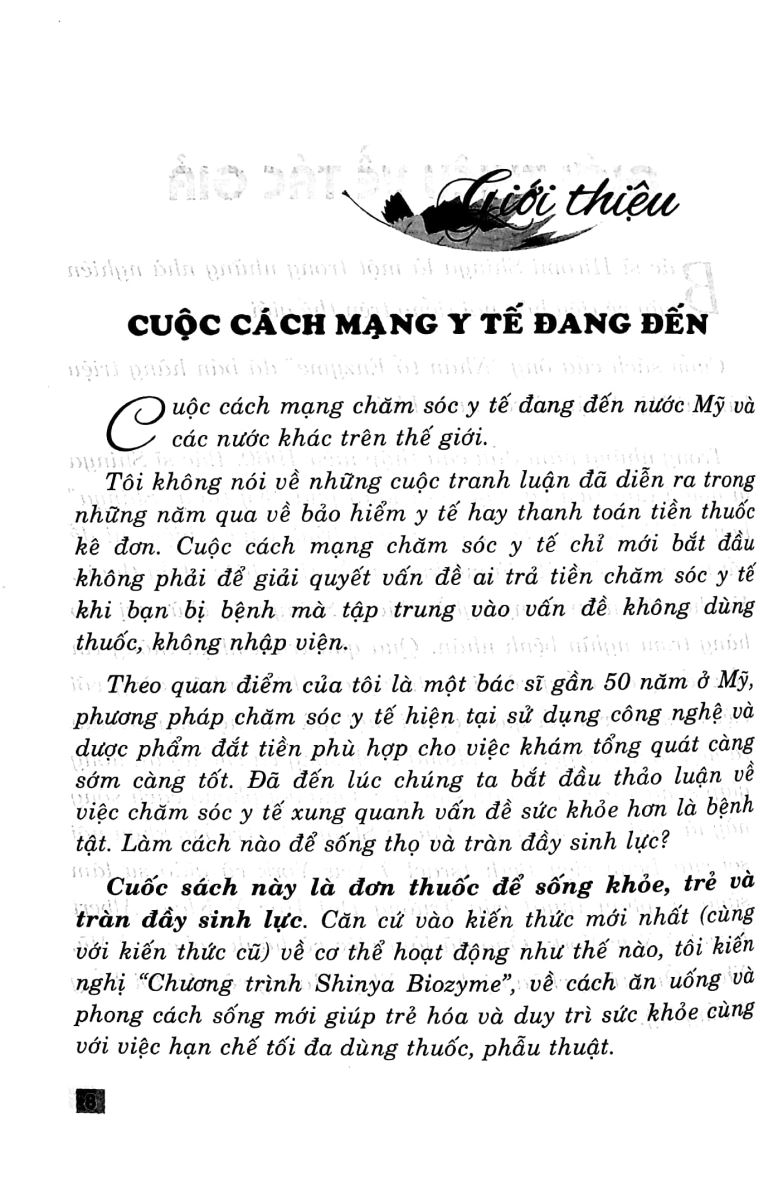 Giới thiệu
CUỘC CÁCH MẠNG Y TẾ ĐANG ĐẾN
Cuộc cách mạng chăm sóc y tế đang đến nước Mỹ và
các nước khác trên thế giới.
Tôi không nói về những cuộc tranh luận đã diễn ra trong
những năm qua về bảo hiểm y tế hay thanh toán tiền thuốc
kê đơn. Cuộc cách mạng chăm sóc y tế chỉ mới bắt đầu
không phải để giải quyết vấn đề ai trả tiền chăm sóc y tế
khi bạn bị bệnh mà tập trung vào vấn đề không dùng
thuốc, không nhập viện.
Theo quan điểm của tôi là một bác sĩ gần 50 năm ở Mỹ,
phương pháp chăm sóc y tế hiện tại sử dụng công nghệ và
dược phẩm đắt tiền phù hợp cho việc khám tổng quát càng
sớm càng tốt. Đã đến lúc chúng ta bắt đầu thảo luận về
việc chăm sóc y tế xung quanh vấn đề sức khỏe hơn là bệnh
tật. Làm cách nào để sống thọ và tràn đầy sinh lực?
Cuốc sách này là đơn thuốc để sống khỏe, trẻ và
tràn đầy sinh lực. Căn cứ vào kiến thức mới nhất (cùng
với kiến thức cũ) về cơ thể hoạt động như thế nào, tôi kiến
nghị “Chương trình Shinya Biozyme”, về cách ăn uống và
phong cách sống mới giúp trẻ hóa và duy trì sức khỏe cùng
với việc hạn chế tối đa dùng thuốc, phẫu thuật.
8